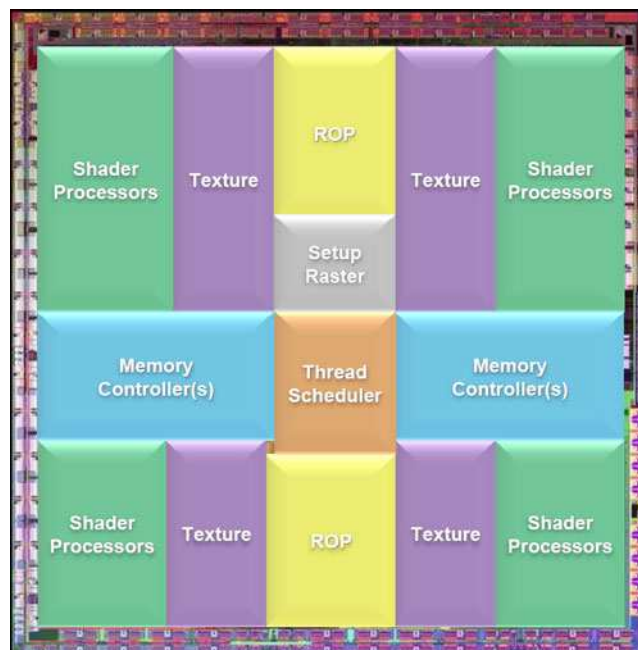 ROP
Shader
Processors
Texture
Texture
Shader
Processors
Setup
Raster
Memory
Controller(s)
Thread
Scheduler
Memory
Controller(s)
Shader
Processors
Texture
ROP
Texture
Shader
Processors